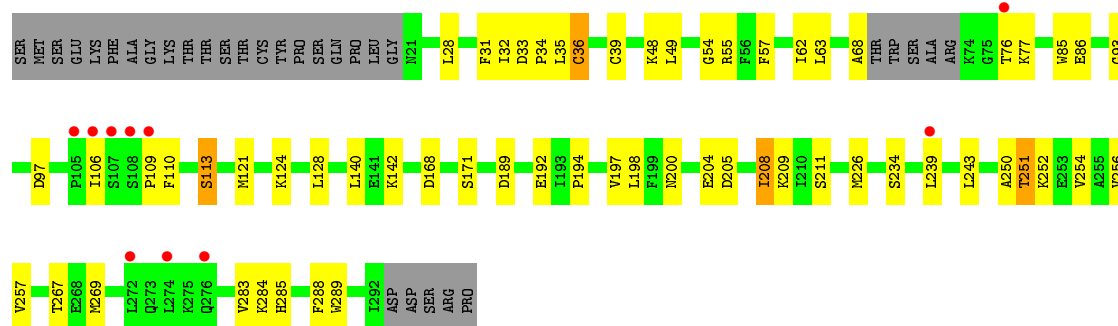 SER MET SER GLU LYS PHE ALA GLY LYS THR THR SER THR CYS TYR PRO SER GLN PRO LEU GLY N21 L28 F31 I32 D33 P34 L35 C36 C39 K48 L49 G54 R55 F56 F57 I62 L63 A68 THR TRP SER ALA ARG K74 G75 T76 K77 W85 E86
D97 P105 I106 S107 S108 P109 F110 S113 M121 K124 L128 L140 E141 K142 D168 S171 D189 E192 I193 P194 V197 L198 F199 N200 E204 D205 I208 K209 I210 S211 M226 S234 L239 L243 A250 T251 K252 E253 V254 A255 V256
V257 T267 E268 M269 L272 Q273 L274 K275 Q276 V283 K284 H285 F288 W289 I292 ASP ASP SER ARG PRO